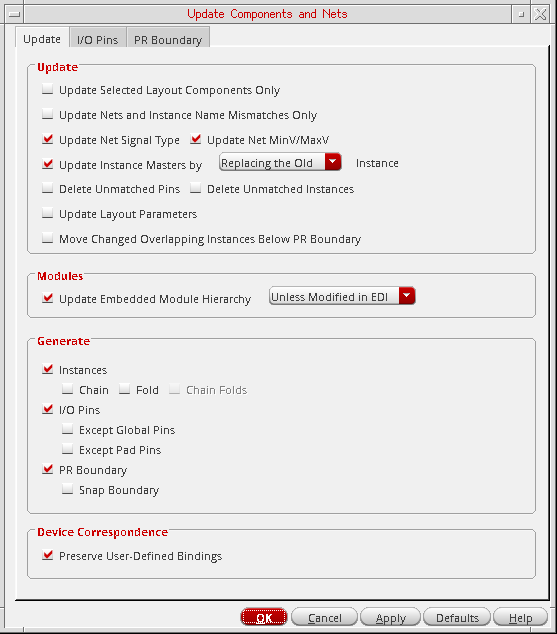 Update Components and Nets
Update I/O Pins PR Boundary
Update
Update Selected Layout Components Only
Update Nets and Instance Name Mismatches Only
Update Net Signal Type Update Net MinV/MaxV
Update Instance Masters by Replacing the Old Instance
Delete Unmatched Pins Delete Unmatched Instances
Update Layout Parameters
Move Changed Overlapping Instances Below PR Boundary
Modules
Update Embedded Module Hierarchy Unless Modified in EDI
Generate
Instances
Chain Fold Chain Folds
I/O Pins
Except Global Pins
Except Pad Pins
PR Boundary
Snap Boundary
Device Correspondence
Preserve User-Defined Bindings
OK Cancel Apply Defaults Help